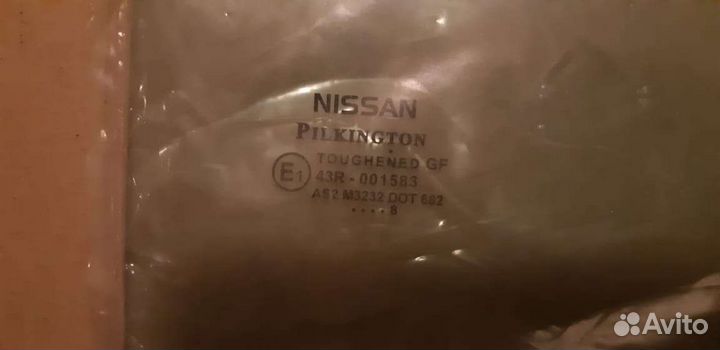 NISSAN
PILKINGTON
TOUGHENED GF
E1 43R - 001583
AS2 M3232 DOT 682
.... 8
Avito